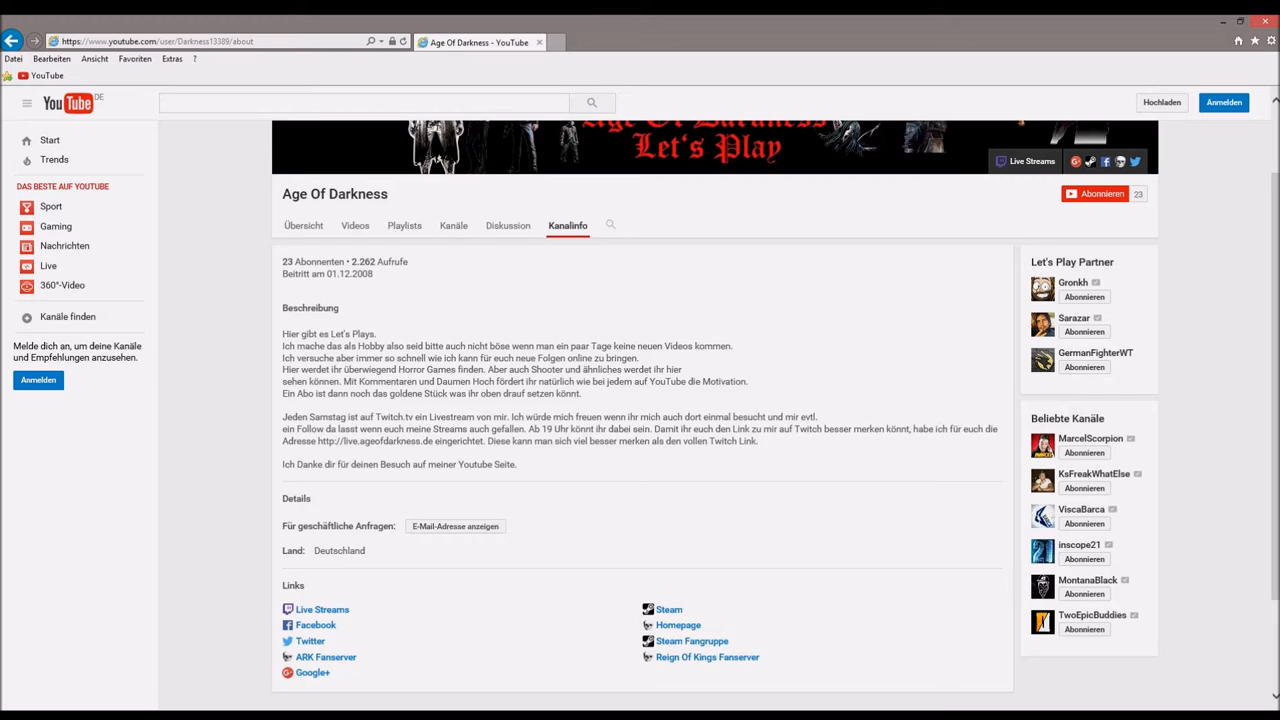 https://www.youtube.com/user/Darkness13389/about
Age Of Darkness - YouTube
Datei Bearbeiten Ansicht Favoriten Extras ?
YouTube
YouTube DE
Hochladen
Anmelden
Start
Trends
DAS BESTE AUF YOUTUBE
Sport
Gaming
Nachrichten
Live
360°-Video
Kanäle finden
Melde dich an, um deine Kanäle
und Empfehlungen anzusehen.
Anmelden
Age Of Darkness
Let's Play
Live Streams
Age Of Darkness
Abonnieren 23
Übersicht Videos Playlists Kanäle Diskussion Kanalinfo
23 Abonnenten • 2.262 Aufrufe
Beitritt am 01.12.2008
Beschreibung
Hier gibt es Let's Plays.
Ich mache das als Hobby also seid bitte auch nicht böse wenn man ein paar Tage keine neuen Videos kommen.
Ich versuche aber immer so schnell wie ich kann für euch neue Folgen online zu bringen.
Hier werdet ihr überwiegend Horror Games finden. Aber auch Shooter und ähnliches werdet ihr hier
sehen können. Mit Kommentaren und Daumen Hoch fördert ihr natürlich wie bei jedem auf YouTube die Motivation.
Ein Abo ist dann noch das goldene Stück was ihr oben drauf setzen könnt.
Jeden Samstag ist auf Twitch.tv ein Livestream von mir. Ich würde mich freuen wenn ihr mich auch dort einmal besucht und mir evtl.
ein Follow da lasst wenn euch meine Streams auch gefallen. Ab 19 Uhr könnt ihr dabei sein. Damit ihr euch den Link zu mir auf Twitch besser merken könnt, habe ich für euch die
Adresse http://live.ageofdarkness.de eingerichtet. Diese kann man sich viel besser merken als den vollen Twitch Link.
Ich Danke dir für deinen Besuch auf meiner Youtube Seite.
Details
Für geschäftliche Anfragen: E-Mail-Adresse anzeigen
Land: Deutschland
Links
Live Streams
Facebook
Twitter
ARK Fanserver
Google+
Steam
Homepage
Steam Fangruppe
Reign Of Kings Fanserver
Let's Play Partner
Gronkh
Abonnieren
Sarazar
Abonnieren
GermanFighterWT
Abonnieren
Beliebte Kanäle
MarcelScorpion
Abonnieren
KsFreakWhatElse
Abonnieren
ViscaBarca
Abonnieren
inscope21
Abonnieren
MontanaBlack
Abonnieren
TwoEpicBuddies
Abonnieren